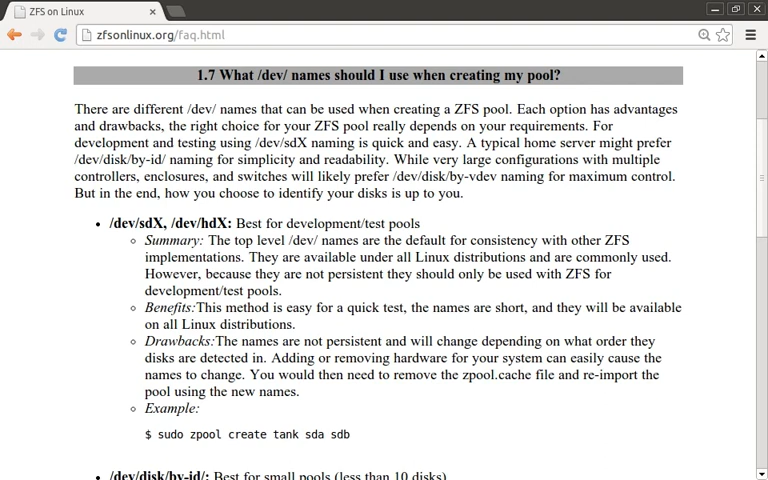 ZFS on Linux
zfsonlinux.org/faq.html
1.7 What /dev/ names should I use when creating my pool?
There are different /dev/ names that can be used when creating a ZFS pool. Each option has advantages
and drawbacks, the right choice for your ZFS pool really depends on your requirements. For
development and testing using /dev/sdX naming is quick and easy. A typical home server might prefer
/dev/disk/by-id/ naming for simplicity and readability. While very large configurations with multiple
controllers, enclosures, and switches will likely prefer /dev/disk/by-vdev naming for maximum control.
But in the end, how you choose to identify your disks is up to you.
• /dev/sdX, /dev/hdX: Best for development/test pools
◦ Summary: The top level /dev/ names are the default for consistency with other ZFS
implementations. They are available under all Linux distributions and are commonly used.
However, because they are not persistent they should only be used with ZFS for
development/test pools.
◦ Benefits:This method is easy for a quick test, the names are short, and they will be available
on all Linux distributions.
◦ Drawbacks:The names are not persistent and will change depending on what order they
disks are detected in. Adding or removing hardware for your system can easily cause the
names to change. You would then need to remove the zpool.cache file and re-import the
pool using the new names.
◦ Example:
$ sudo zpool create tank sda sdb
• /dev/disk/by-id/: Best for small pools (less than 10 disks)